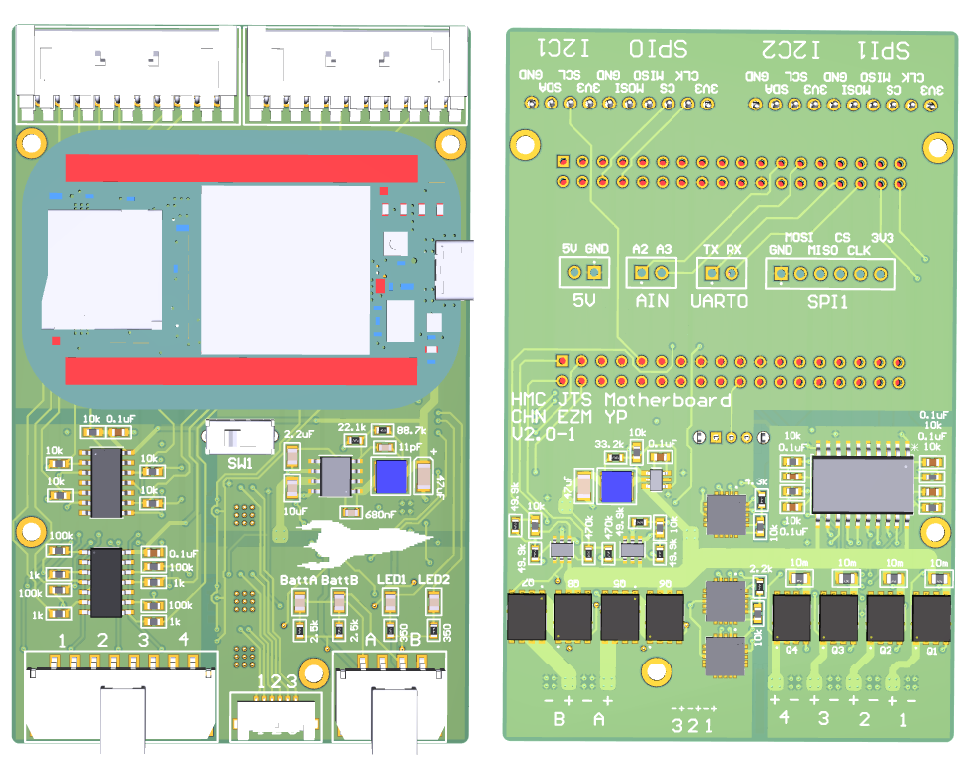 10k 0.1uF
10k
10k
10k
10k
SW1
2.2uF
22.1k
88.7k
11pF
47uF
10uF
680nF
100k
1k
100k
1k
0.1uF
100k
1k
100k
1k
BattA BattB
LED1 LED2
2.5k
2.5k
350
350
1 2 3 4
1 2 3
A B
I2C1 SPI0 I2C2 SPI1
GND SDA SCL 3V3 GND MOSI MISO CS CLK 3V3
GND SDA SCL 3V3 GND MOSI MISO CS CLK 3V3
5V GND
5V
A2 A3
AIN
TX RX
UART0
MOSI CS 3V3
GND MISO CLK
SPI1
HMC JTS Motherboard
CHN EZM YP
V2.0-1
33.2k
10k
0.1uF
47uF
49.9k
10k
49.9k
470k
470k
49.9k
10k
49.9k
10k
10k
0.1uF
10k
0.1uF
0.1uF
10k
0.1uF
10k
2.2k
10k
10m
10m
10m
10m
Q4
Q3
Q2
Q1
- + - +
B A
-+-+-+
321
+ - + - + - + -
4 3 2 1